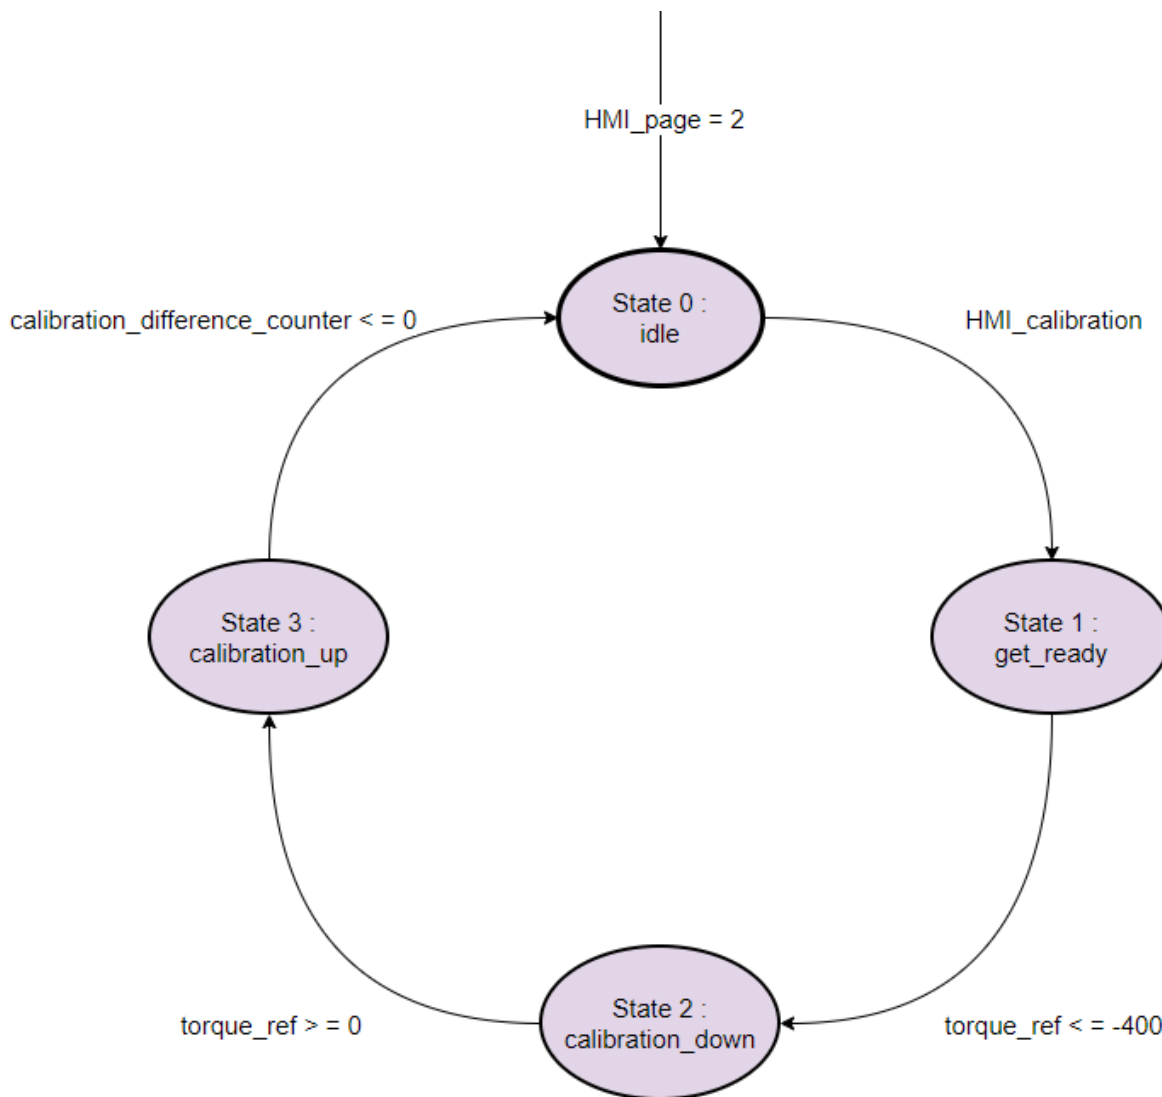 HMI_page = 2
State 0 :
idle
calibration_difference_counter < = 0
HMI_calibration
State 3 :
calibration_up
State 1 :
get_ready
State 2 :
calibration_down
torque_ref > = 0
torque_ref < = -400